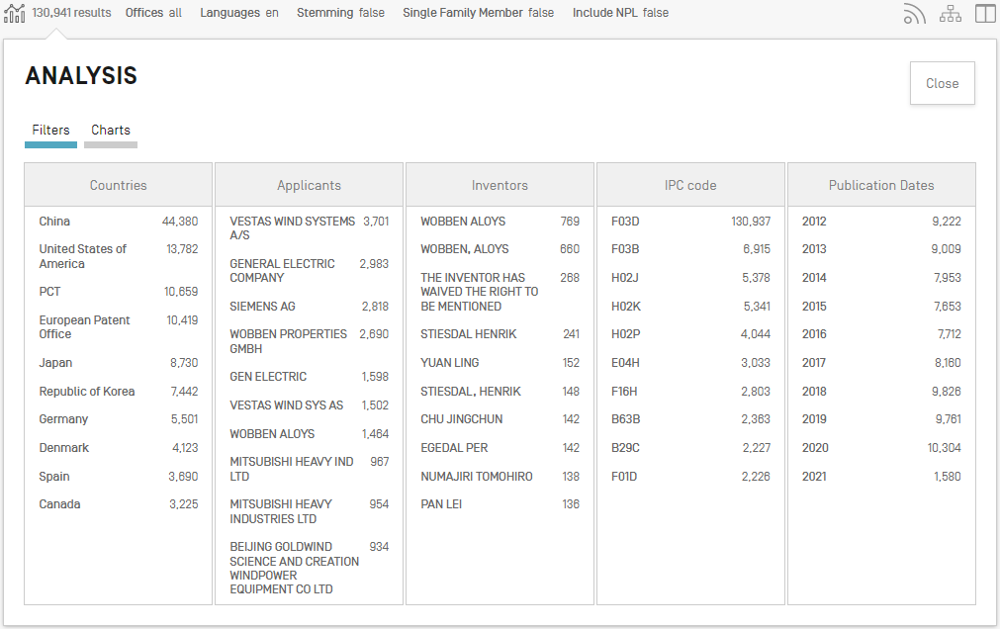 130,941 results Offices all Languages en Stemming false Single Family Member false Include NPL false
ANALYSIS
Close
Filters Charts
Countries
China 44,380
United States of 13,782
America
PCT 10,659
European Patent 10,419
Office
Japan 8,730
Republic of Korea 7,442
Germany 5,501
Denmark 4,123
Spain 3,690
Canada 3,225
Applicants
VESTAS WIND SYSTEMS 3,701
A/S
GENERAL ELECTRIC 2,983
COMPANY
SIEMENS AG 2,818
WOBBEN PROPERTIES 2,690
GMBH
GEN ELECTRIC 1,598
VESTAS WIND SYS AS 1,502
WOBBEN ALOYS 1,464
MITSUBISHI HEAVY IND 967
LTD
MITSUBISHI HEAVY 954
INDUSTRIES LTD
BEIJING GOLDWIND 934
SCIENCE AND CREATION
WINDPOWER
EQUIPMENT CO LTD
Inventors
WOBBEN ALOYS 769
WOBBEN, ALOYS 660
THE INVENTOR HAS 268
WAIVED THE RIGHT TO
BE MENTIONED
STIESDAL HENRIK 241
YUAN LING 152
STIESDAL, HENRIK 148
CHU JINGCHUN 142
EGEDAL PER 142
NUMAJIRI TOMOHIRO 138
PAN LEI 136
IPC code
F03D 130,937
F03B 6,915
H02J 5,378
H02K 5,341
H02P 4,044
E04H 3,033
F16H 2,803
B63B 2,363
B29C 2,227
F01D 2,226
Publication Dates
2012 9,222
2013 9,009
2014 7,953
2015 7,653
2016 7,712
2017 8,160
2018 9,826
2019 9,761
2020 10,304
2021 1,580